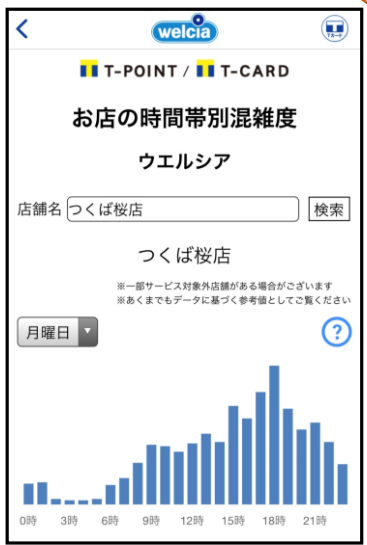 welcia
Tカード
T-POINT / T-CARD
お店の時間帯別混雑度
ウエルシア
店舗名 つくば桜店 検索
つくば桜店
※一部サービス対象外店舗がある場合がございます
※あくまでもデータに基づく参考値としてご覧ください
月曜日 ?
0時 3時 6時 9時 12時 15時 18時 21時